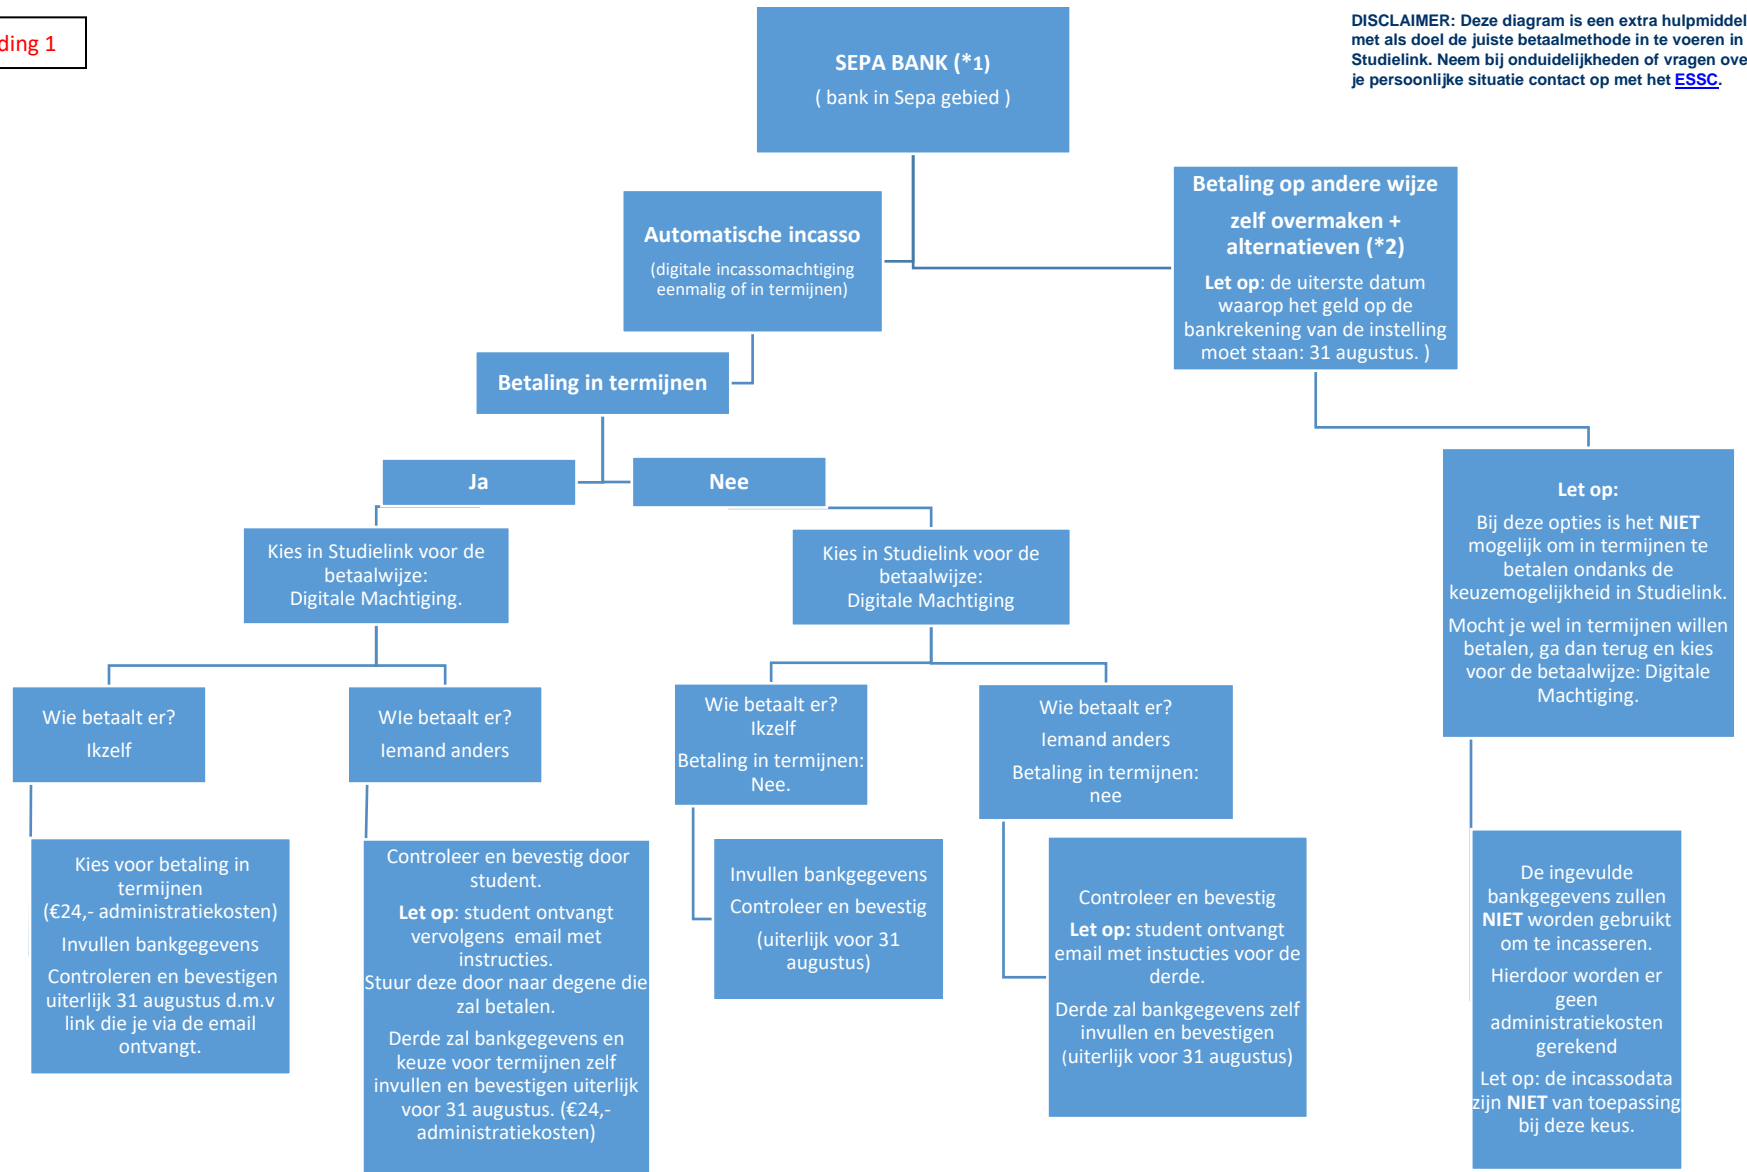 ding 1
DISCLAIMER: Deze diagram is een extra hulpmiddel
met als doel de juiste betaalmethode in te voeren in
Studielink. Neem bij onduidelijkheden of vragen ove
je persoonlijke situatie contact op met het ESSC.
SEPA BANK (*1)
( bank in Sepa gebied )
Automatische incasso
(digitale incassomachtiging
eenmalig of in termijnen)
Betaling op andere wijze
zelf overmaken +
alternatieven (*2)
Let op: de uiterste datum
waarop het geld op de
bankrekening van de instelling
moet staan: 31 augustus. )
Betaling in termijnen
Ja
Nee
Kies in Studielink voor de
betaalwijze:
Digitale Machtiging.
Kies in Studielink voor de
betaalwijze:
Digitale Machtiging
Let op:
Bij deze opties is het NIET
mogelijk om in termijnen te
betalen ondanks de
keuzemogelijkheid in Studielink.
Mocht je wel in termijnen willen
betalen, ga dan terug en kies
voor de betaalwijze: Digitale
Machtiging.
Wie betaalt er?
Ikzelf
WIe betaalt er?
Iemand anders
Wie betaalt er?
Ikzelf
Betaling in termijnen:
Nee.
Wie betaalt er?
Iemand anders
Betaling in termijnen:
nee
Kies voor betaling in
termijnen
(€24,- administratiekosten)
Invullen bankgegevens
Controleren en bevestigen
uiterlijk 31 augustus d.m.v
link die je via de email
ontvangt.
Controleer en bevestig door
student.
Let op: student ontvangt
vervolgens email met
instructies.
Stuur deze door naar degene die
zal betalen.
Derde zal bankgegevens en
keuze voor termijnen zelf
invullen en bevestigen uiterlijk
voor 31 augustus. (€24,-
administratiekosten)
Invullen bankgegevens
Controleer en bevestig
(uiterlijk voor 31
augustus)
Controleer en bevestig
Let op: student ontvangt
email met instucties voor de
derde.
Derde zal bankgegevens zelf
invullen en bevestigen
(uiterlijk voor 31 augustus)
De ingevulde
bankgegevens zullen
NIET worden gebruikt
om te incasseren.
Hierdoor worden er
geen
administratiekosten
gerekend
Let op: de incassodata
zijn NIET van toepassing
bij deze keus.